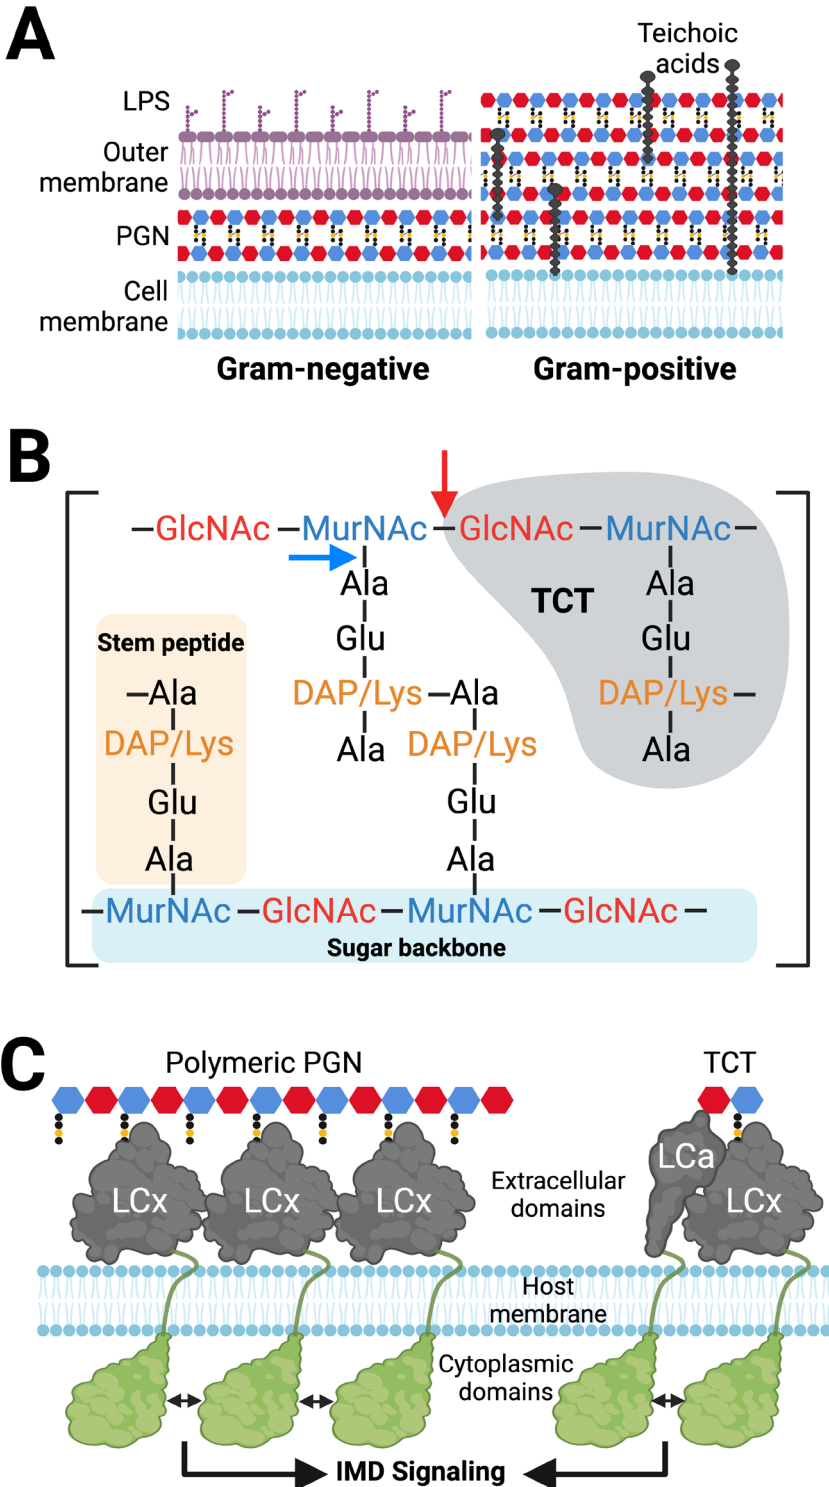 A
Teichoic
acids
LPS
Outer
membrane
PGN
Cell
membrane
Gram-negative
Gram-positive
B
GlcNAc MurNAc GlcNAc MurNAc
Ala Ala
TCT
Glu Glu
Stem peptide
Ala DAP/Lys Ala DAP/Lys
DAP/Lys Ala DAP/Lys Ala
Glu Glu
Ala Ala
MurNAc GlcNAc MurNAc GlcNAc
Sugar backbone
C
Polymeric PGN
TCT
LCa
LCx LCx LCx LCx
Extracellular
domains
Host
membrane
Cytoplasmic
domains
IMD Signaling